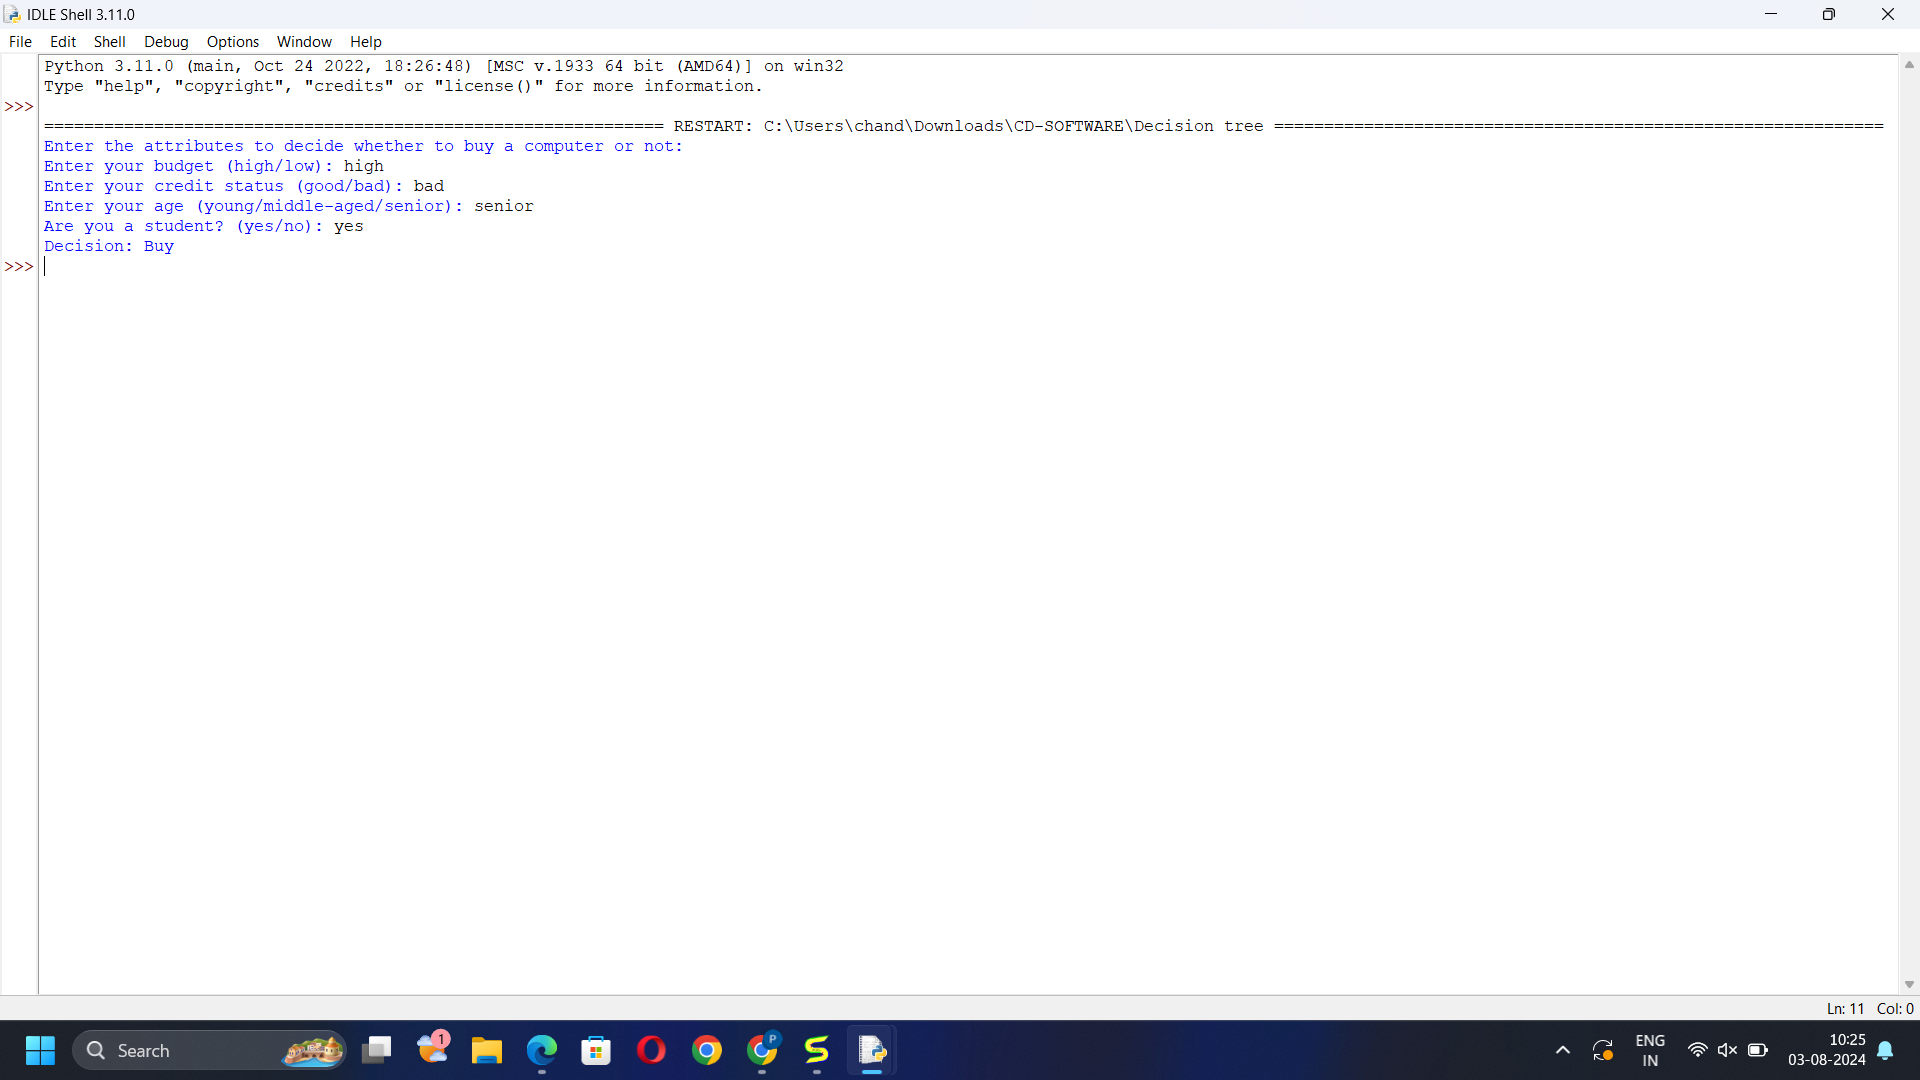 IDLE Shell 3.11.0
File Edit Shell Debug Options Window Help
Python 3.11.0 (main, Oct 24 2022, 18:26:48) [MSC v.1933 64 bit (AMD64)] on win32
Type "help", "copyright", "credits" or "license()" for more information.
>>>
============================================================== RESTART: C:\Users\chand\Downloads\CD-SOFTWARE\Decision tree =============================================================
Enter the attributes to decide whether to buy a computer or not:
Enter your budget (high/low): high
Enter your credit status (good/bad): bad
Enter your age (young/middle-aged/senior): senior
Are you a student? (yes/no): yes
Decision: Buy
>>>
Ln: 11 Col: 0
Search
1
P
ENG
IN
10:25
03-08-2024